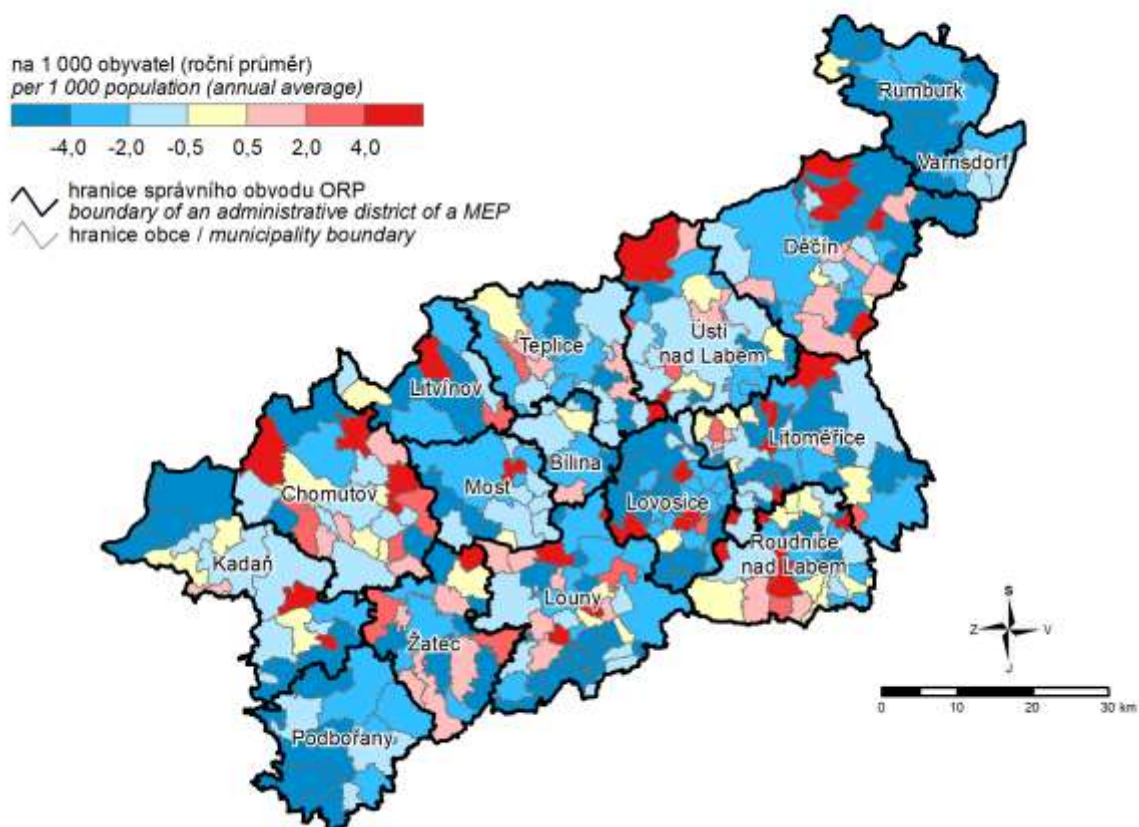 na 1 000 obyvatel (roční průměr)
per 1 000 population (annual average)
-4,0 -2,0 -0,5 0,5 2,0 4,0
hranice správního obvodu ORP
boundary of an administrative district of a MEP
hranice obce / municipality boundary
Rumburk
Varnsdorf
Děčín
Ústí
nad Labem
Teplice
Litvínov
Litoměřice
Bílina
Most
Lovosice
Chomutov
Roudnice
nad Labem
Kadaň
Louny
Žatec
Podbořany
S
Z V
J
0 10 20 30 km